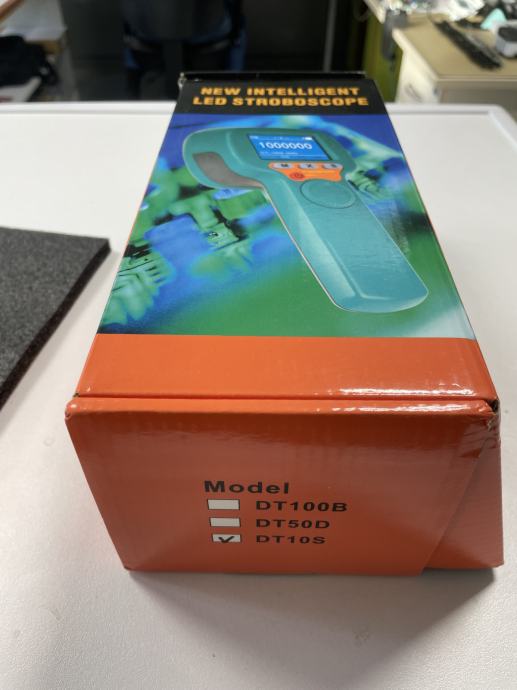 NEW INTELLIGENT
LED STROBOSCOPE
1000000
M
Model
DT100B
DT50D
DT10S